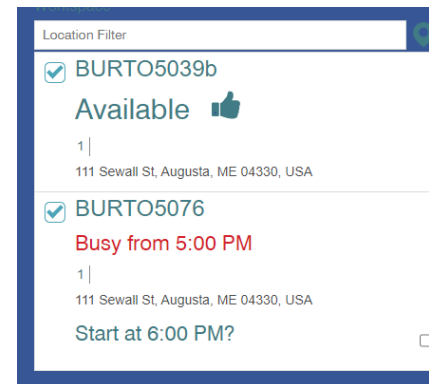 Workspace
Location Filter
BURTO5039b
Available
1 |
111 Sewall St, Augusta, ME 04330, USA
BURTO5076
Busy from 5:00 PM
1 |
111 Sewall St, Augusta, ME 04330, USA
Start at 6:00 PM?